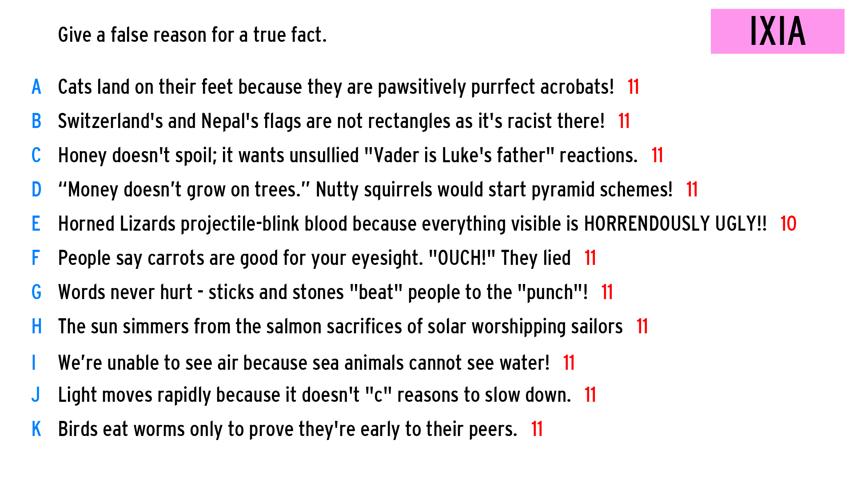 Give a false reason for a true fact.
IXIA
A Cats land on their feet because they are pawsitively purrfect acrobats! 11
B Switzerland's and Nepal's flags are not rectangles as it's racist there! 11
C Honey doesn't spoil; it wants unsullied "Vader is Luke's father" reactions. 11
D “Money doesn’t grow on trees.” Nutty squirrels would start pyramid schemes! 11
E Horned Lizards projectile-blink blood because everything visible is HORRENDOUSLY UGLY!! 10
F People say carrots are good for your eyesight. "OUCH!" They lied 11
G Words never hurt - sticks and stones "beat" people to the "punch"! 11
H The sun simmers from the salmon sacrifices of solar worshipping sailors 11
I We’re unable to see air because sea animals cannot see water! 11
J Light moves rapidly because it doesn't "c" reasons to slow down. 11
K Birds eat worms only to prove they're early to their peers. 11